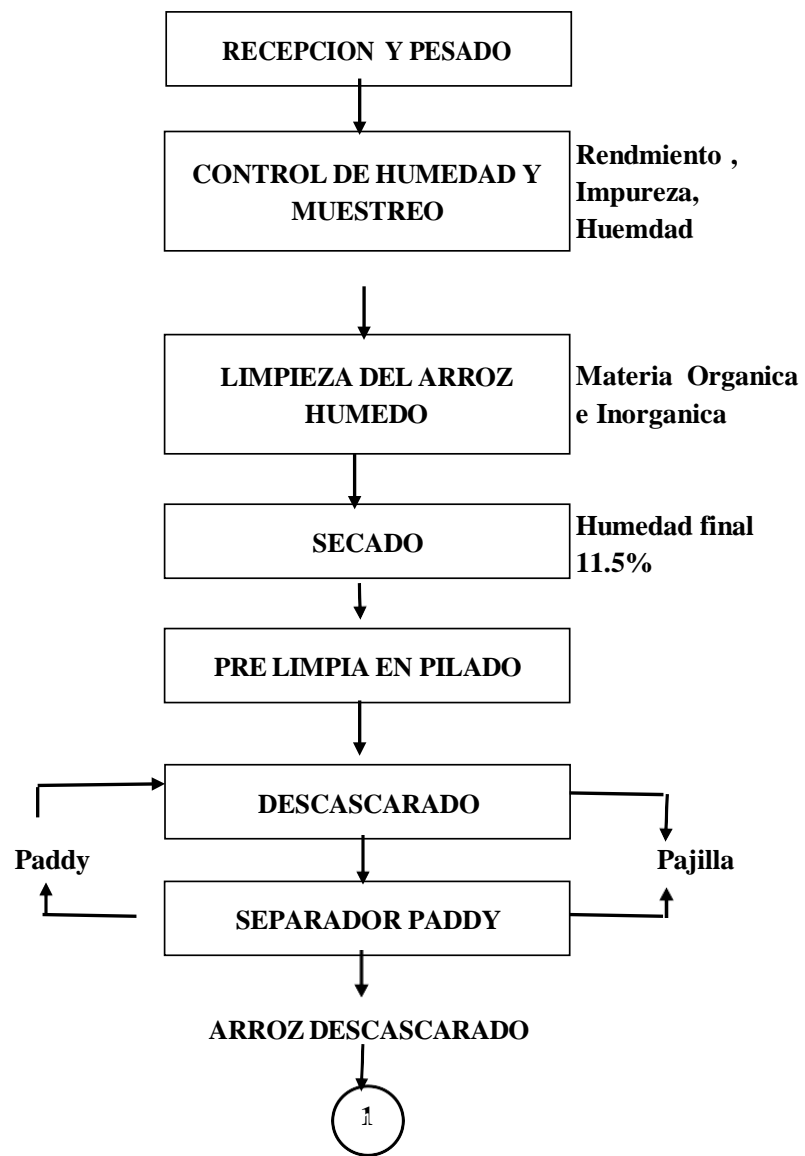 RECEPCION Y PESADO
CONTROL DE HUMEDAD Y
MUESTREO
Rendmiento ,
Impureza,
Huemdad
LIMPIEZA DEL ARROZ
HUMEDO
Materia Organica
e Inorganica
SECADO
Humedad final
11.5%
PRE LIMPIA EN PILADO
DESCASCARADO
Paddy
Pajilla
SEPARADOR PADDY
ARROZ DESCASCARADO
1